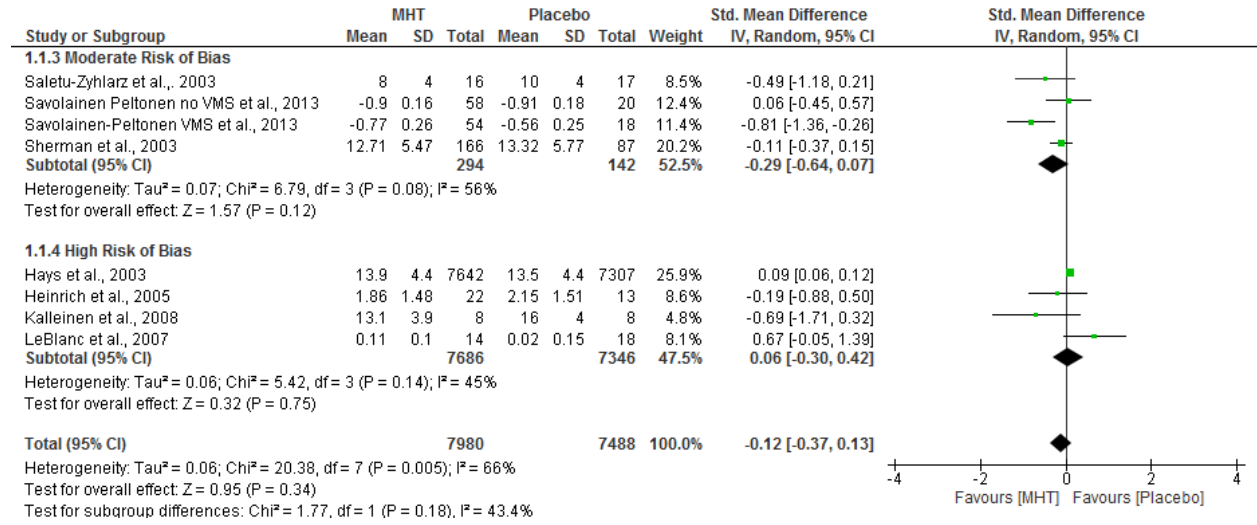 MHT Placebo Std. Mean Difference Std. Mean Difference
Study or Subgroup Mean SD Total Mean SD Total Weight IV, Random, 95% CI IV, Random, 95% CI
1.1.3 Moderate Risk of Bias
Saletu-Zyhlarz et al.,. 2003 8 4 16 10 4 17 8.5% -0.49 [-1.18, 0.21]
Savolainen Peltonen no VMS et al., 2013 -0.9 0.16 58 -0.91 0.18 20 12.4% 0.06 [-0.45, 0.57]
Savolainen-Peltonen VMS et al., 2013 -0.77 0.26 54 -0.56 0.25 18 11.4% -0.81 [-1.36, -0.26]
Sherman et al., 2003 12.71 5.47 166 13.32 5.77 87 20.2% -0.11 [-0.37, 0.15]
Subtotal (95% CI) 294 142 52.5% -0.29 [-0.64, 0.07]
Heterogeneity: Tau² = 0.07; Chi² = 6.79, df = 3 (P = 0.08); I² = 56%
Test for overall effect: Z = 1.57 (P = 0.12)
1.1.4 High Risk of Bias
Hays et al., 2003 13.9 4.4 7642 13.5 4.4 7307 25.9% 0.09 [0.06, 0.12]
Heinrich et al., 2005 1.86 1.48 22 2.15 1.51 13 8.6% -0.19 [-0.88, 0.50]
Kalleinen et al., 2008 13.1 3.9 8 16 4 8 4.8% -0.69 [-1.71, 0.32]
LeBlanc et al., 2007 0.11 0.1 14 0.02 0.15 18 8.1% 0.67 [-0.05, 1.39]
Subtotal (95% CI) 7686 7346 47.5% 0.06 [-0.30, 0.42]
Heterogeneity: Tau² = 0.06; Chi² = 5.42, df = 3 (P = 0.14); I² = 45%
Test for overall effect: Z = 0.32 (P = 0.75)
Total (95% CI) 7980 7488 100.0% -0.12 [-0.37, 0.13]
Heterogeneity: Tau² = 0.06; Chi² = 20.38, df = 7 (P = 0.005); I² = 66%
Test for overall effect: Z = 0.95 (P = 0.34)
Test for subgroup differences: Chi² = 1.77, df = 1 (P = 0.18), I² = 43.4%
-4 -2 0 2 4
Favours [MHT] Favours [Placebo]